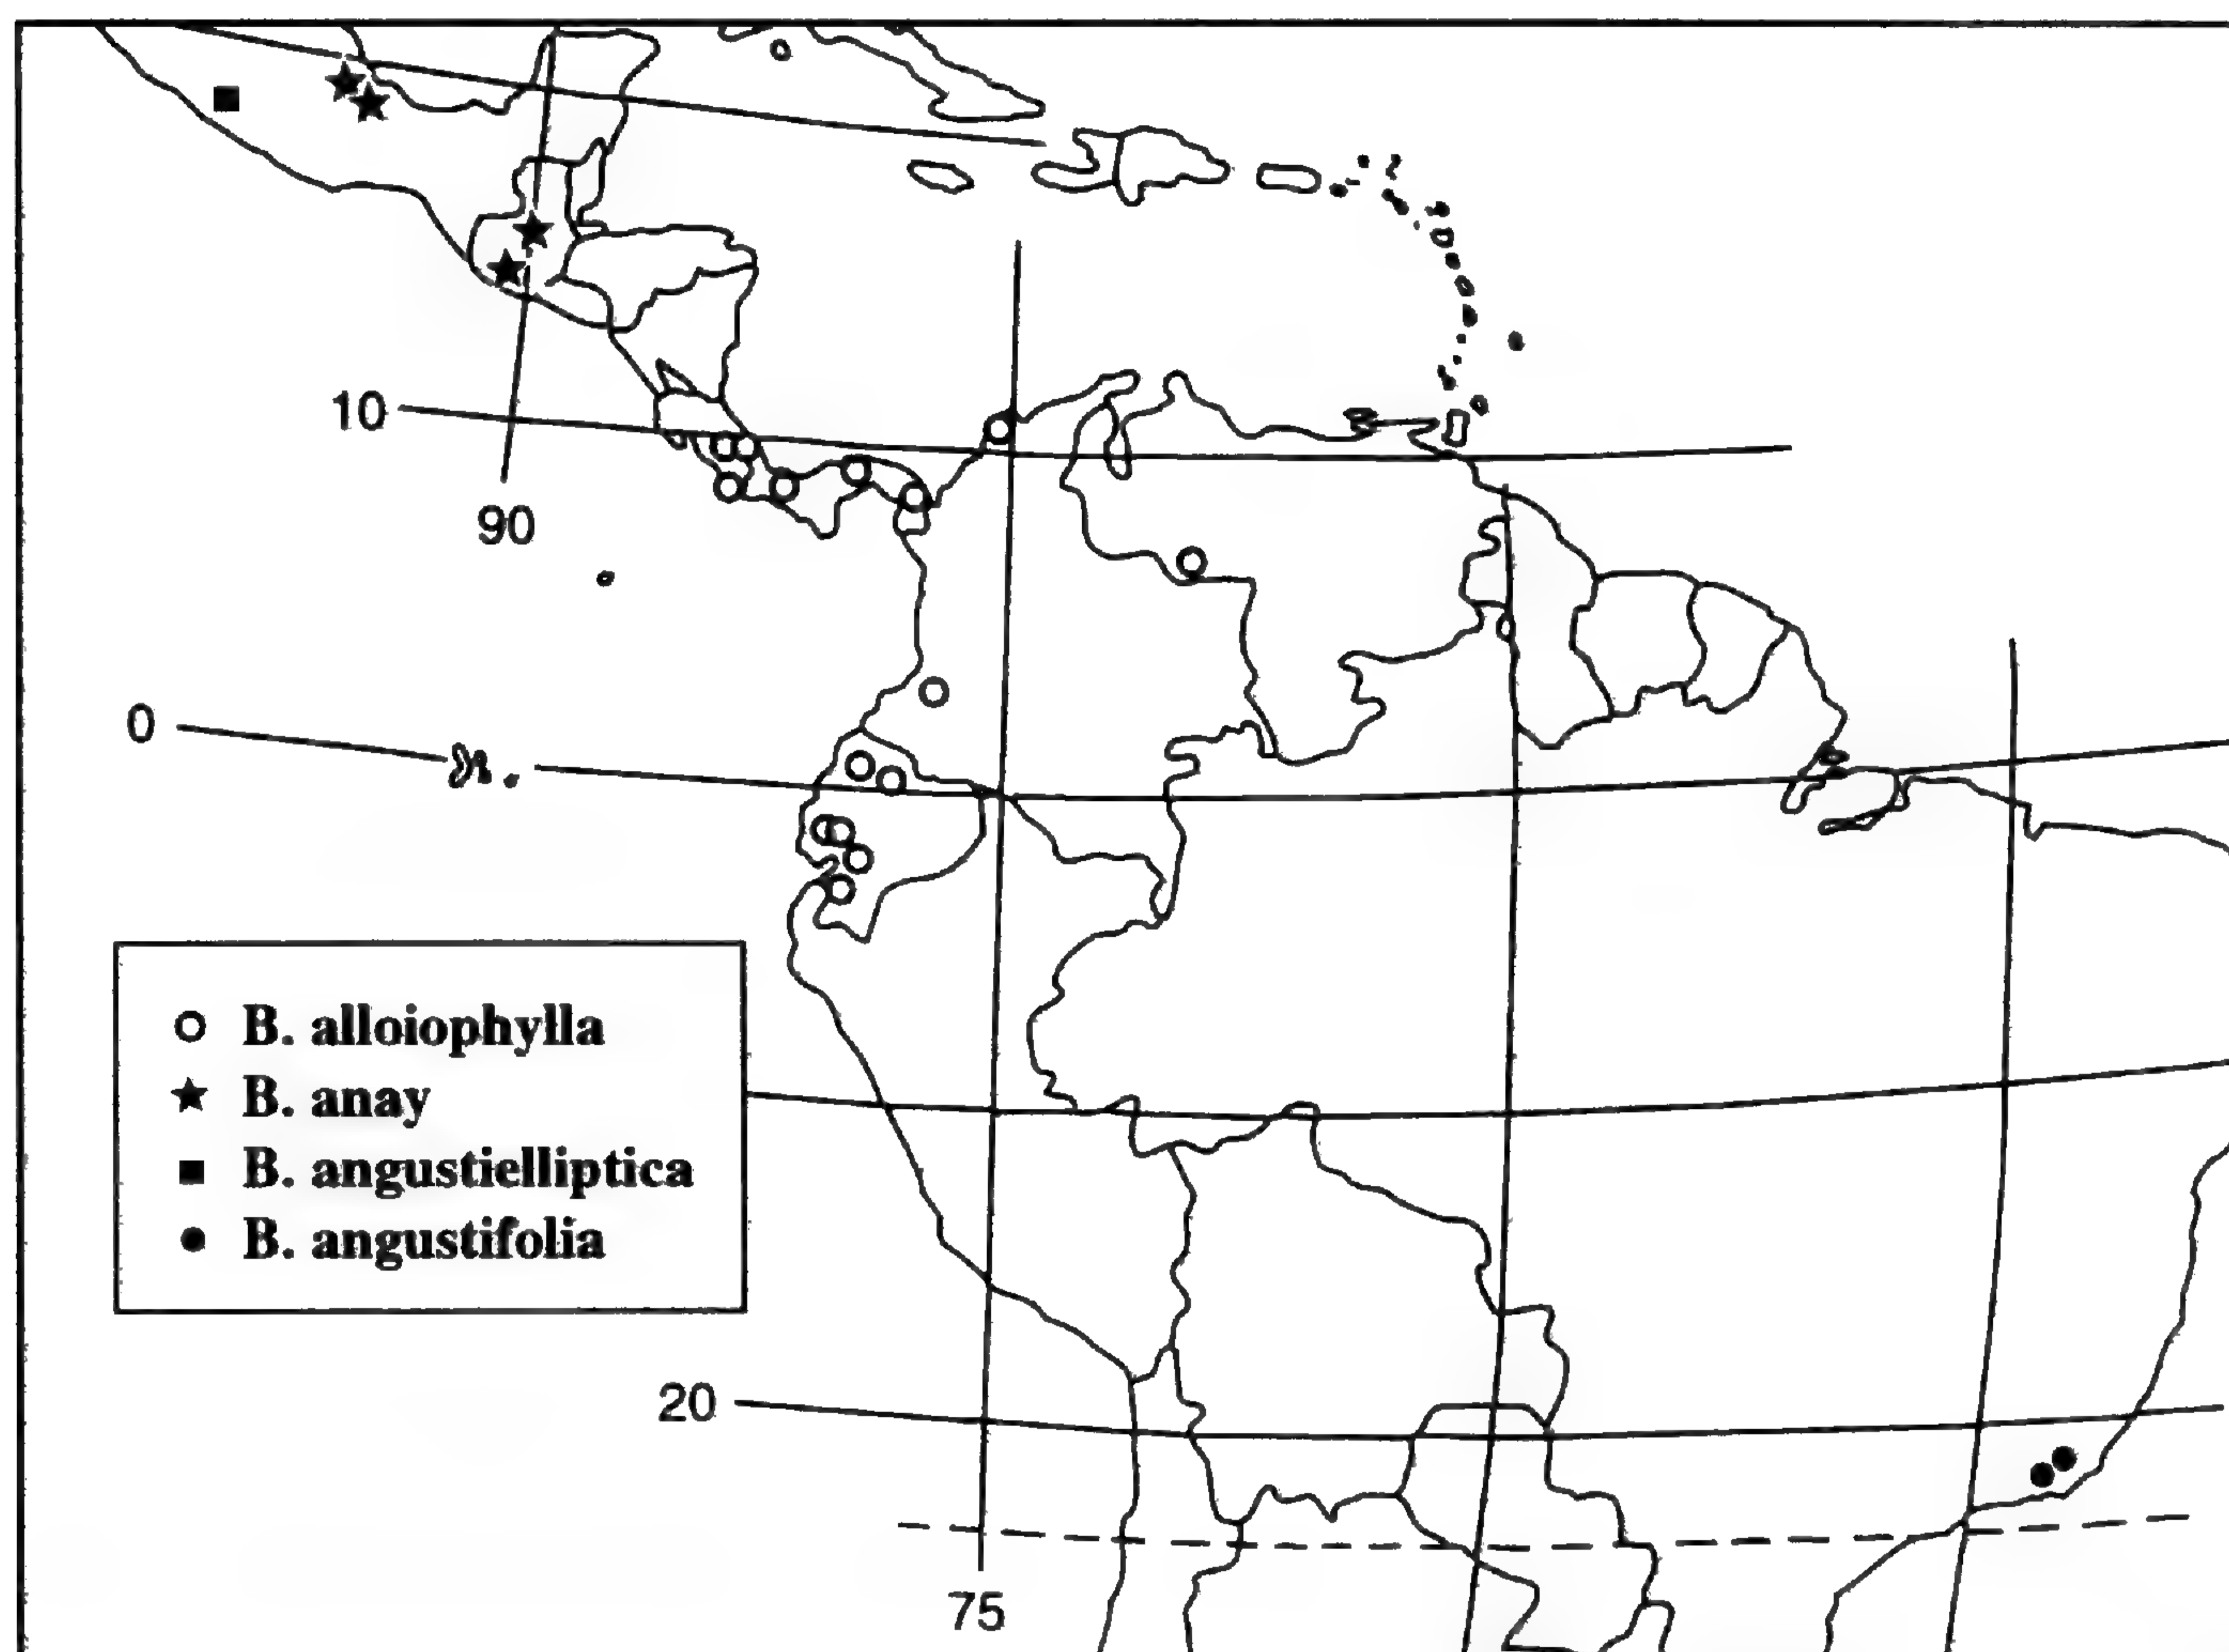 10
90
0
B. alloiophylla
B. anay
B. angustielliptica
B. angustifolia
20
75